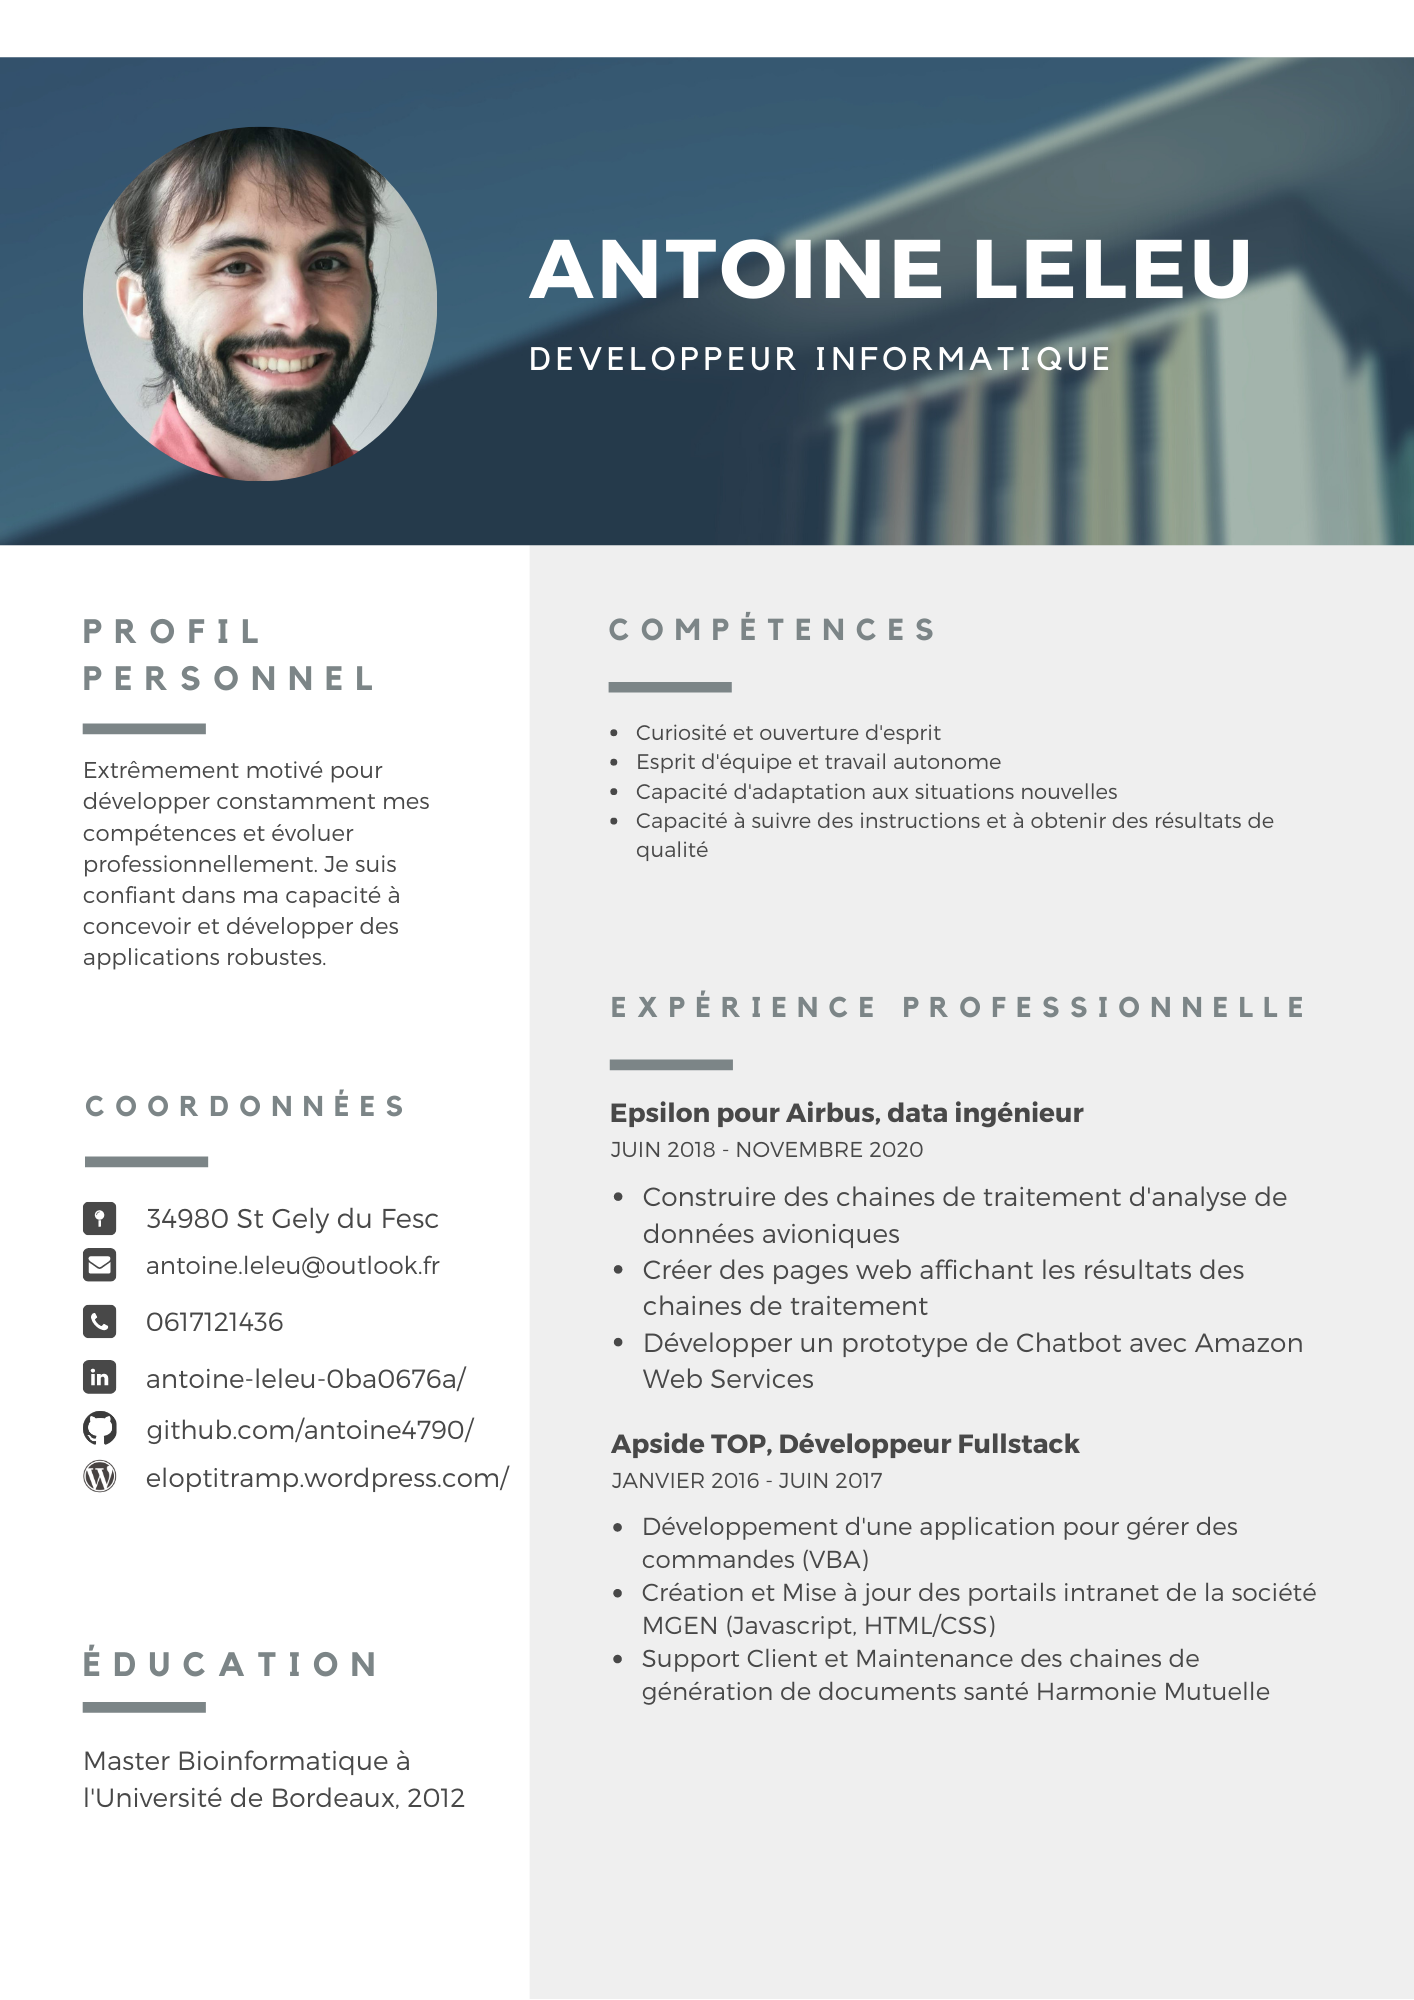 ANTOINE LELEU
DEVELOPPEUR INFORMATIQUE
PROFIL
PERSONNEL
Extrêmement motivé pour
développer constamment mes
compétences et évoluer
professionnellement. Je suis
confiant dans ma capacité à
concevoir et développer des
applications robustes.
COORDONNÉES
34980 St Gely du Fesc
antoine.leleu@outlook.fr
0617121436
in
antoine-leleu-0ba0676a/
github.com/antoine4790/
eloptitramp.wordpress.com/
ÉDUCATION
Master Bioinformatique à
l'Université de Bordeaux, 2012
COMPÉTENCES
• Curiosité et ouverture d'esprit
• Esprit d'équipe et travail autonome
• Capacité d'adaptation aux situations nouvelles
• Capacité à suivre des instructions et à obtenir des résultats de
qualité
EXPÉRIENCE PROFESSIONNELLE
Epsilon pour Airbus, data ingénieur
JUIN 2018 - NOVEMBRE 2020
• Construire des chaines de traitement d'analyse de
données avioniques
• Créer des pages web affichant les résultats des
chaines de traitement
• Développer un prototype de Chatbot avec Amazon
Web Services
Apside TOP, Développeur Fullstack
JANVIER 2016 - JUIN 2017
• Développement d'une application pour gérer des
commandes (VBA)
• Création et Mise à jour des portails intranet de la société
MGEN (Javascript, HTML/CSS)
• Support Client et Maintenance des chaines de
génération de documents santé Harmonie Mutuelle